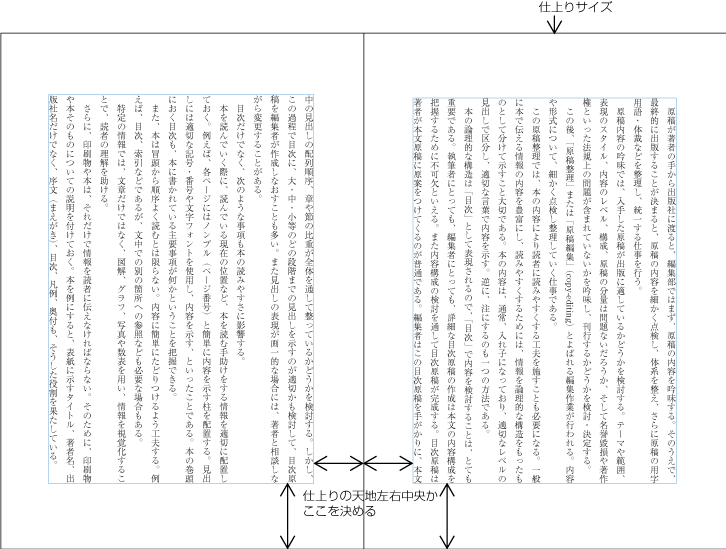 仕上りサイズ
原稿が著者の手から出版社に渡ると，編集部ではまず，原稿の内容を吟味する。そのうえで，
最終的に出版することが決まると，原稿の内容を細かく点検し，体系を整え，さらに原稿の用字
用語・体裁などを整理し，統一する仕事を行う。
原稿内容の吟味では，入手した原稿が出版に適しているかどうかを検討する。テーマや範囲，
表現のスタイル，内容のレベル，構成，原稿の分量は問題ないだろうか，そして名誉毀損や著作
権といった法規上の問題が含まれていないかを吟味し，刊行するかどうかを検討・決定する。
この後，「原稿整理」または「原稿編集」（copy-editing）とよばれる編集作業が行われる。内容
や形式について，細かく点検し整理していく仕事である。
この原稿整理では，本の内容により読者に読みやすくする工夫を施すことも必要になる。一般
に本で伝える情報の内容を豊富にし，読みやすくするためには，情報を論理的な構造をもったも
のとして分けて示すことが大切である。本の内容は，通常，入れ子になっており，適切なレベルの
見出しで区分し，適切な言葉で内容を示す。逆に，注にするのも一つの方法である。
本の論理的な構造は「目次」として表現されるので，「目次」で内容を検討することは，とても
重要である。執筆者にとっても，編集者にとっても，詳細な目次原稿の作成は本文の内容構成を
把握するために不可欠といえる。また内容構成の検討を通して目次原稿が完成する。目次原稿は
著者が本文原稿に原案をつけてくるのが普通である。編集者はこの目次原稿を手がかりに，本文
中の見出しの配列順序，章や節の比重が全体を通して整っているかどうかを検討する。しかし，
この過程で目次に，大・中・小等のどの段階までの見出しを示すのが適切かも検討して，目次原
稿を編集者が作成しなおすことも多い。また見出しの表現が画一的な場合には，著者と相談しな
がら変更することがある。
目次だけでなく，次のような事項も本の読みやすさに影響する。
本を読んでいく際に，読んでいる現在の位置など，本を読む手助けをする情報を適切に配置し
ておく。例えば，各ページにはノンブル（ページ番号）と簡単に内容を示す柱を配置する。見出
しには適切な記号・番号や文字フォントを使用し，内容を示す，といったことである。本の巻頭
におく目次も，本に書かれている主要事項が何かということを把握できる。
また，本は冒頭から順序よく読むとは限らない。内容に簡単にたどりつけるよう工夫する。例
えば，目次，索引などであるが，文中での別の箇所への参照なども必要な場合もある。
特定の情報では，文章だけではなく，図解，グラフ，写真や数表を用い，情報を視覚化するこ
とで，読者の理解を助ける。
さらに，印刷物や本は，それだけで情報を読者に伝えなければならない。そのために，印刷物
や本そのものについての説明を付けておく。本を例にすると，表紙に示すタイトル，著者名，出
版社名だけでなく，序文（まえがき），目次，凡例，奥付も，そうした役割を果たしている。
仕上りの天地左右中央か
ここを決める